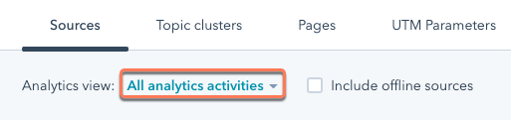 Sources Topic clusters Pages UTM Parameters
Analytics view: All analytics activities Include offline sources